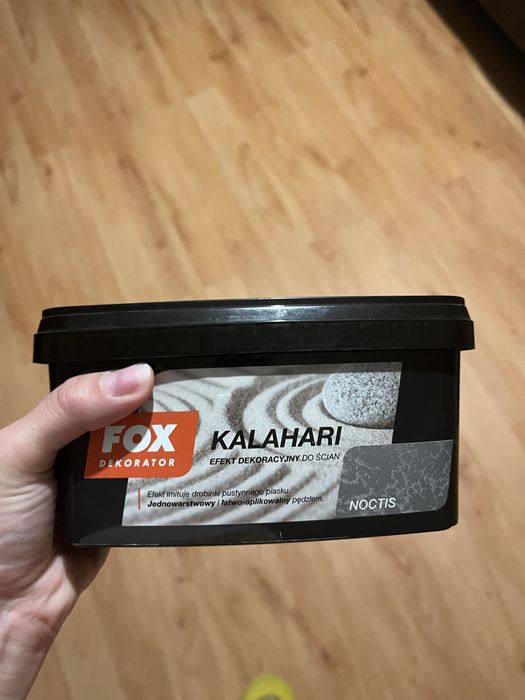 FOX
DEKORATOR
KALAHARI
EFEKT DEKORACYJNY DO ŚCIAN
Efekt imituje drobinki pustynnego piasku.
Jednowarstwowy i łatwo-aplikowalny pędzlem.
NOCTIS